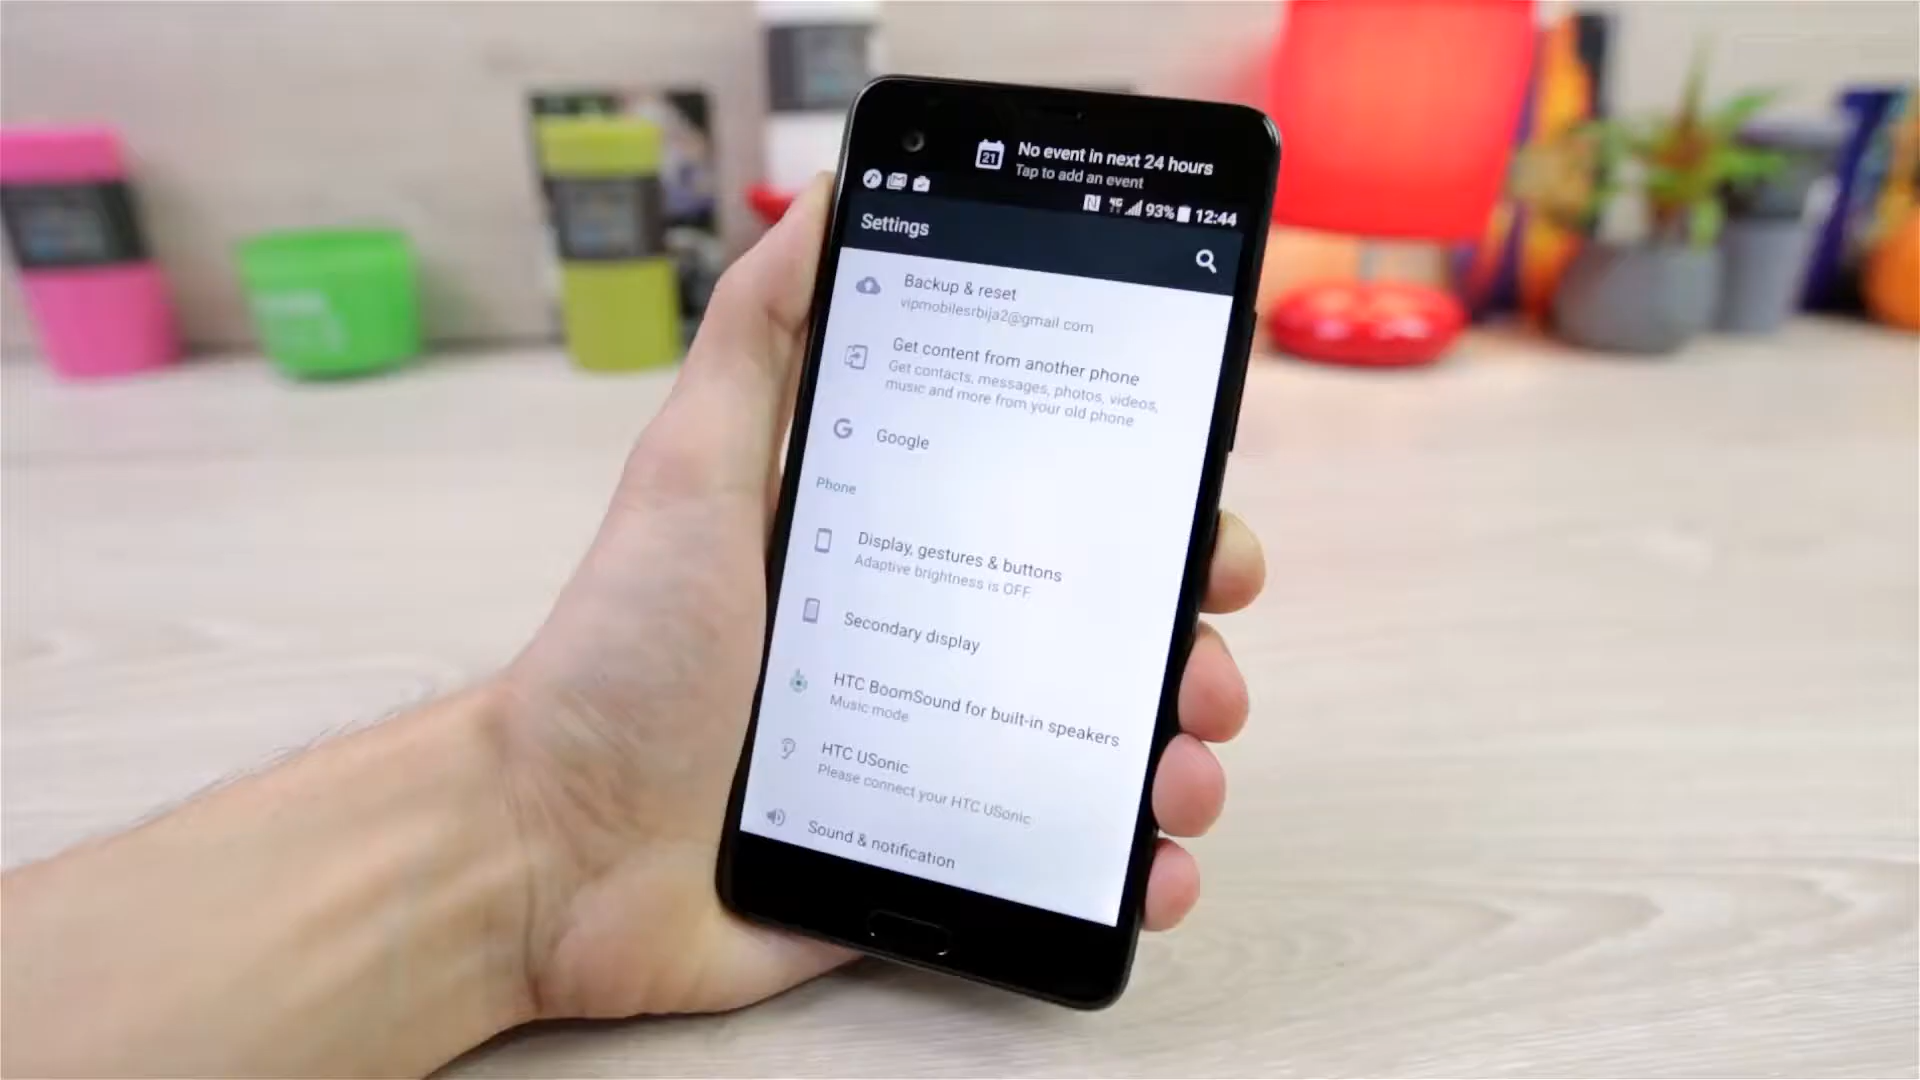 21
No event in next 24 hours
Tap to add an event
93% 12:44
Settings
Backup & reset
vipmobilesrbija2@gmail.com
Get content from another phone
Get contacts, messages, photos, videos,
music and more from your old phone
G
Google
Phone
Display, gestures & buttons
Adaptive brightness is OFF
Secondary display
HTC BoomSound for built-in speakers
Music mode
HTC USonic
Please connect your HTC USonic
Sound & notification